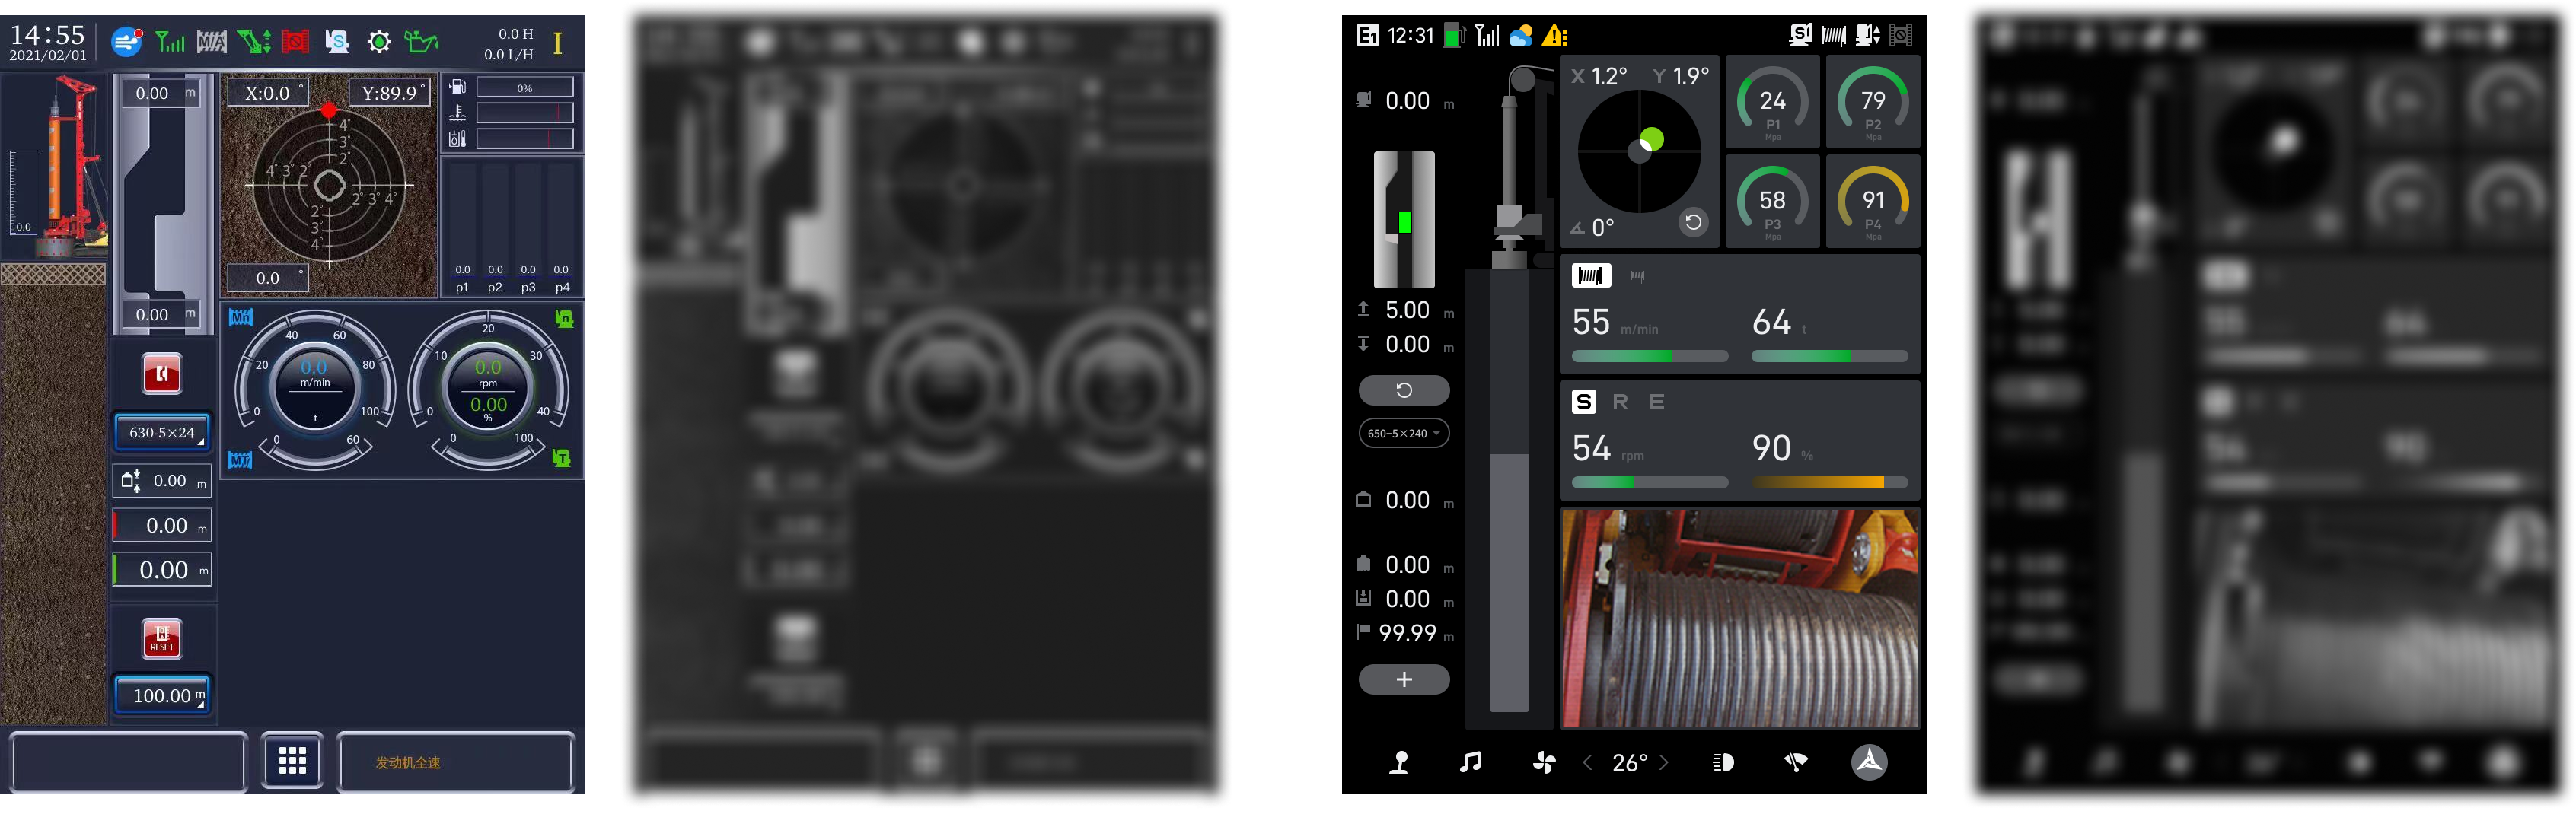 14:55
2021/02/01
0.0 H
0.0 L/H
I
0.00 m
X:0.0 °
Y:89.9 °
0%
4° 3° 2°
4°
3°
2°
2° 3° 4°
2°
3°
4°
0.0
0.0 °
0.0 0.0 0.0 0.0
p1 p2 p3 p4
0.00 m
0 20 40 60 80 100
0.0
m/min
t
0 60
0 10 20 30 40
0.0
rpm
0.00
%
0 100
n
T
630-5×24
0.00 m
0.00 m
0.00 m
RESET
100.00 m
发动机全速
E1 12:31
S
0.00 m
X 1.2° Y 1.9°
0°
24
P1
Mpa
79
P2
Mpa
58
P3
Mpa
91
P4
Mpa
5.00 m
0.00 m
55 m/min
64 t
650-5×240
S R E
54 rpm
90 %
0.00 m
0.00 m
0.00 m
99.99 m
26°